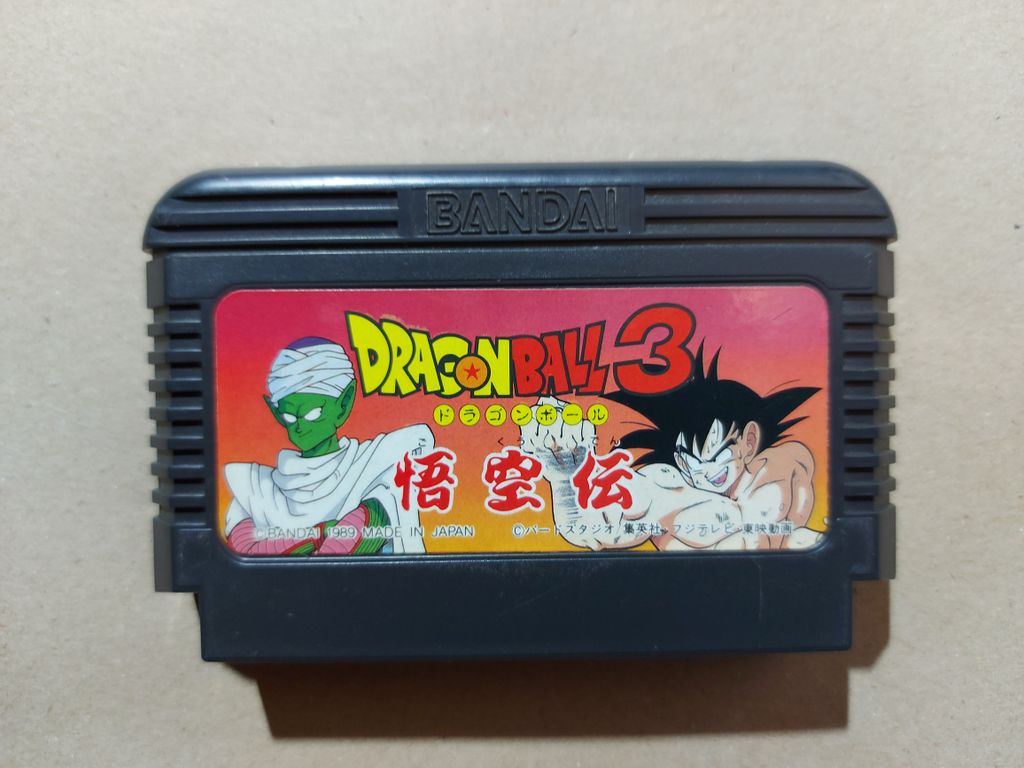 BANDAI
DRAGON BALL 3
ドラゴンボール
くう でん
悟空伝
©BANDAI 1989 MADE IN JAPAN
©バードスタジオ 集英社・フジテレビ・東映動画